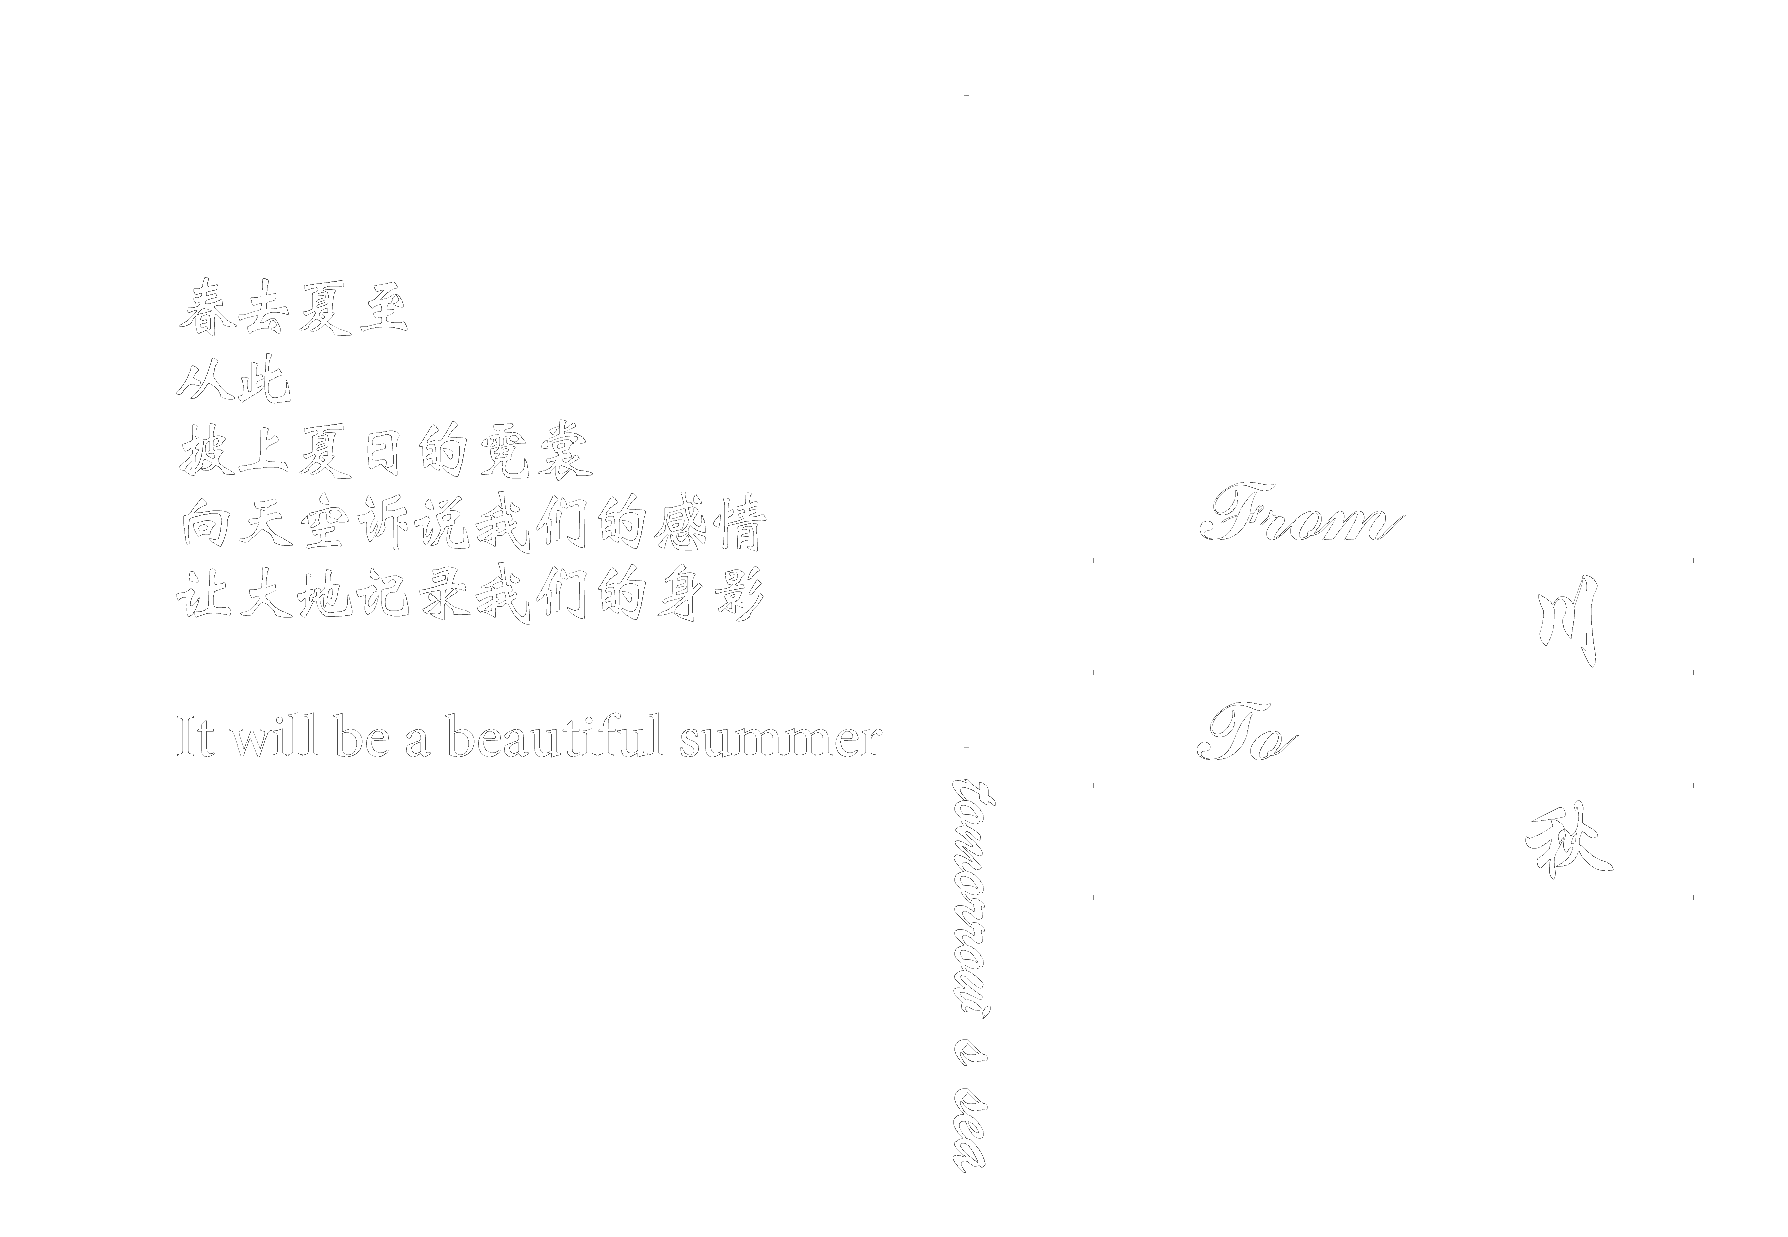 春去夏至
从此
披上夏日的霓裳
向天空诉说我们的感情
让大地记录我们的身影
It will be a beautiful summer
tomorrow's sea
From
川
To
秋